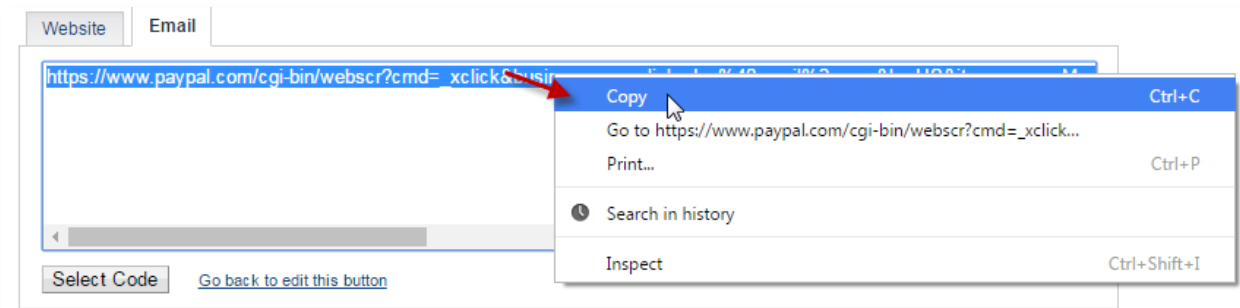 Website
Email
https://www.paypal.com/cgi-bin/webscr?cmd=_xclick&busin
Copy Ctrl+C
Go to https://www.paypal.com/cgi-bin/webscr?cmd=_xclick...
Print... Ctrl+P
Search in history
Inspect Ctrl+Shift+I
Select Code
Go back to edit this button